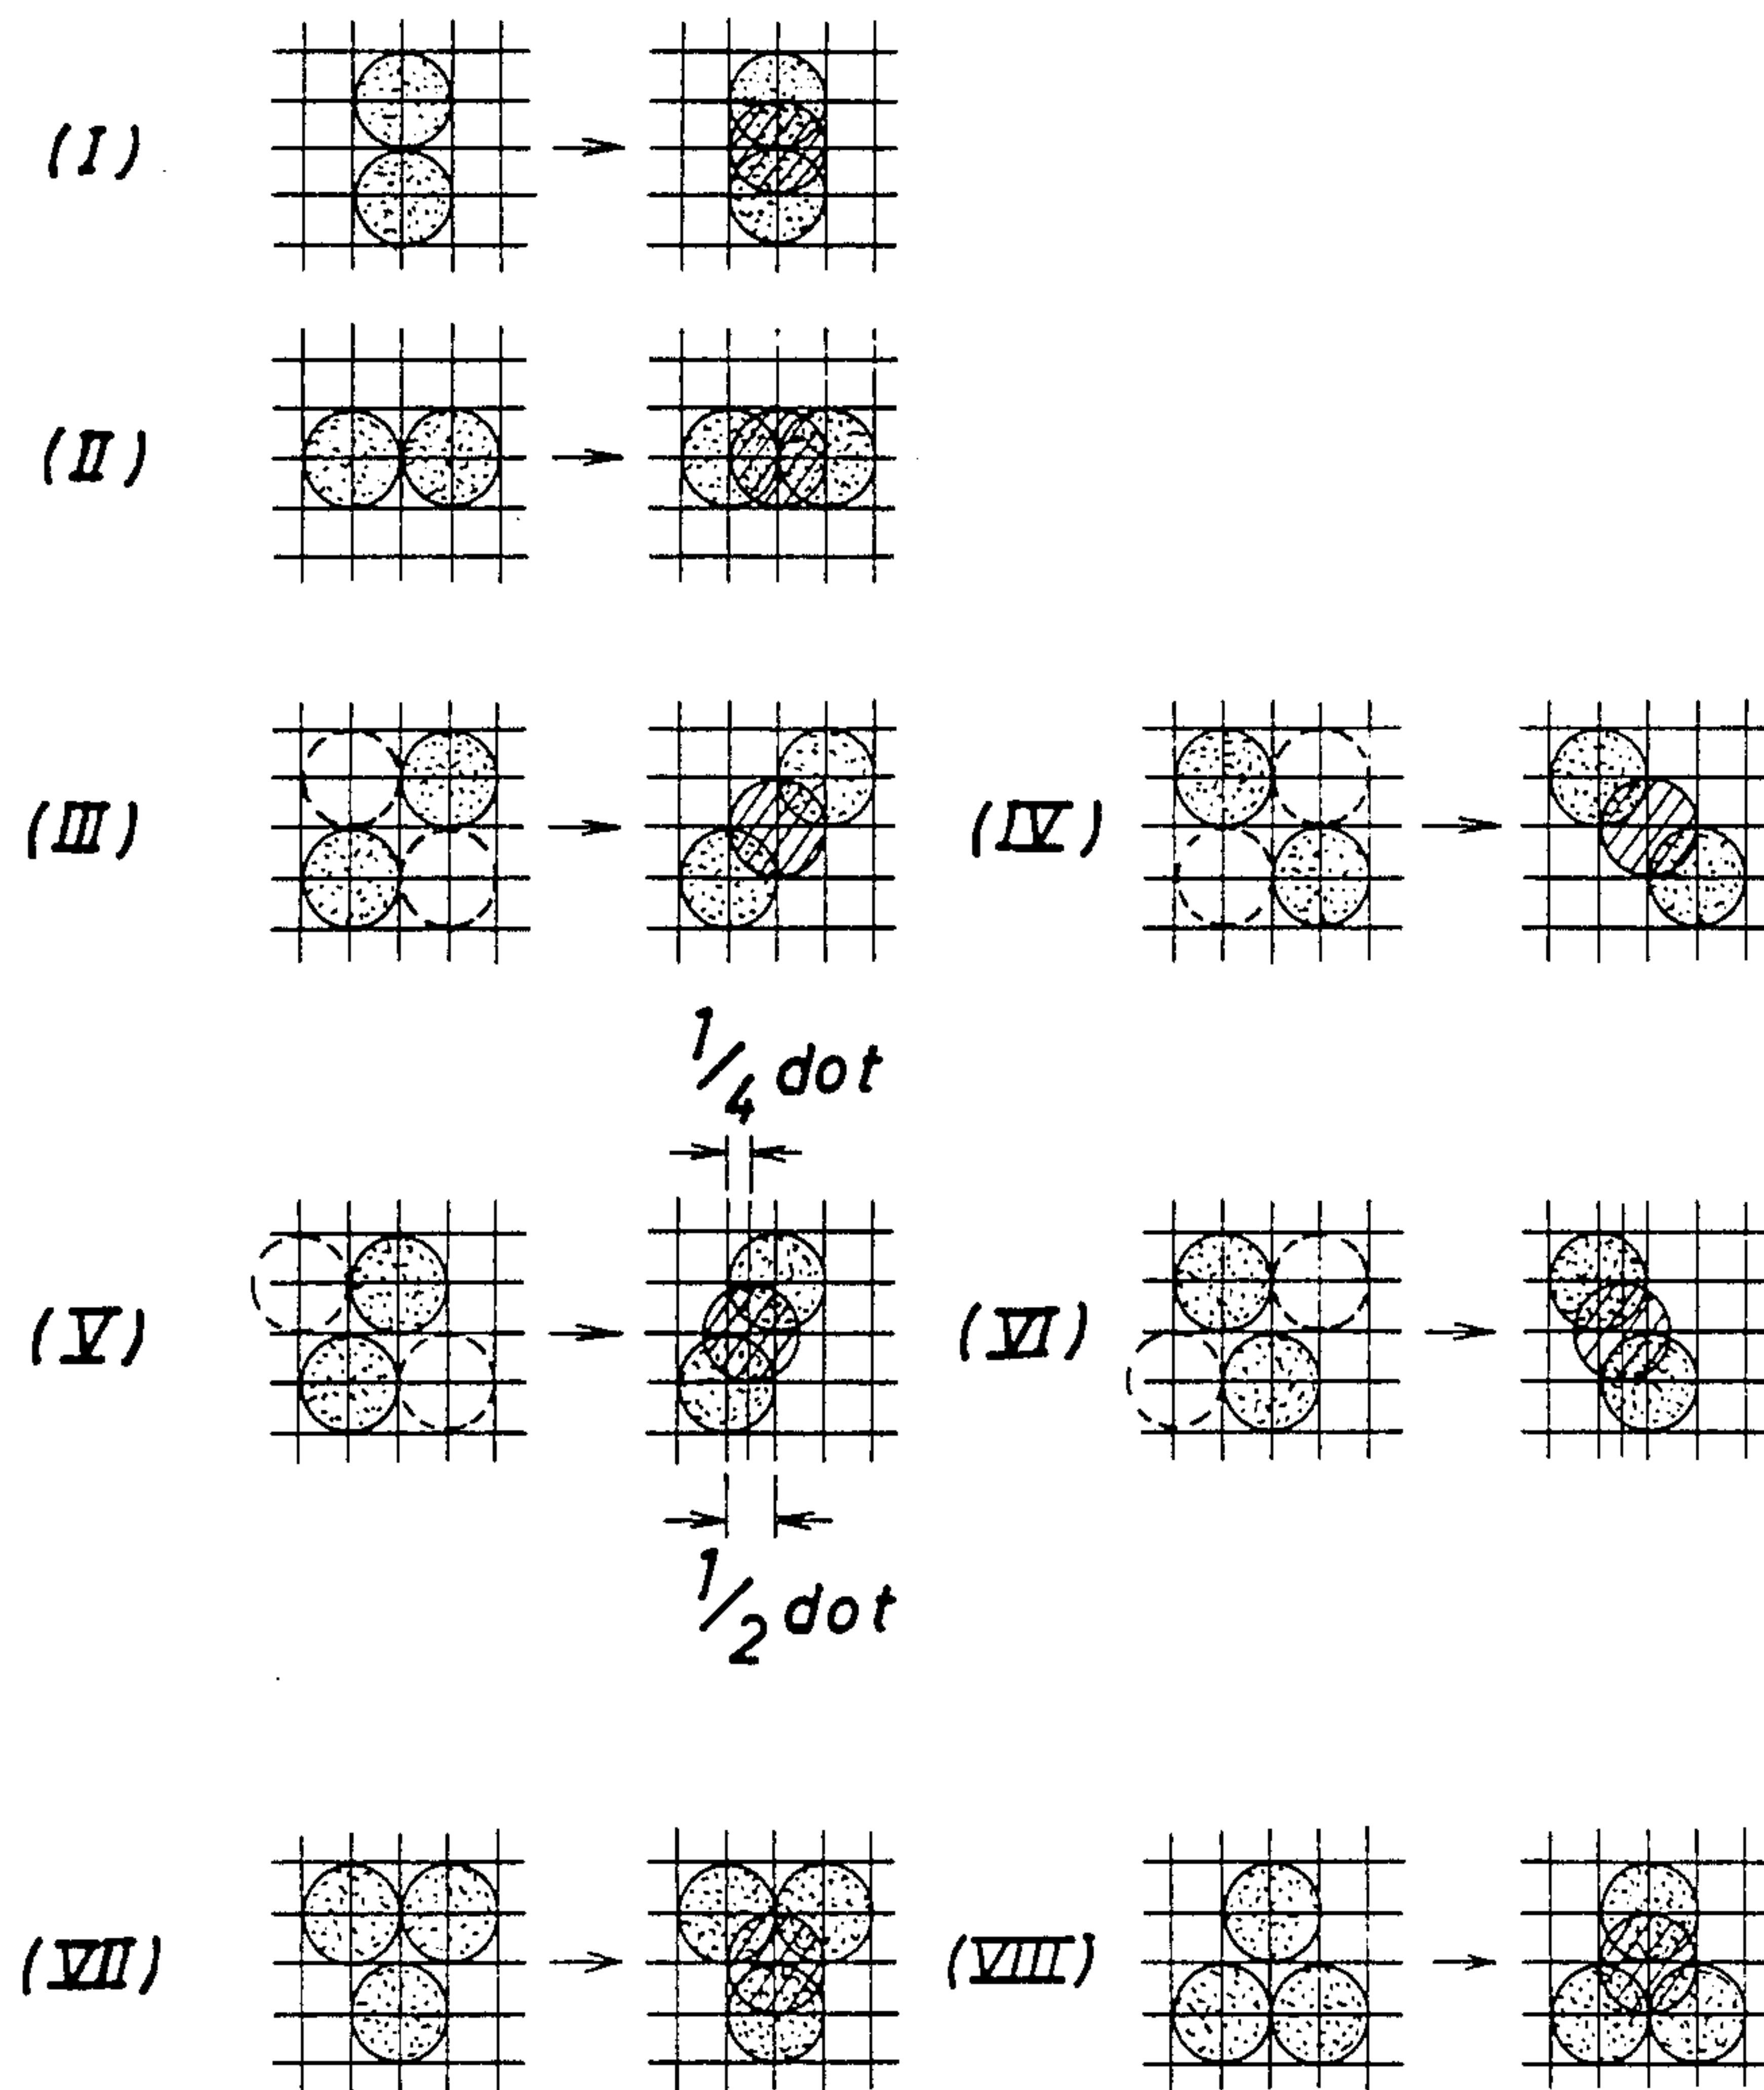 (I)
(II)
(III) (IV)
1/4 dot
(V) (VI)
1/2 dot
(VII) (VIII)